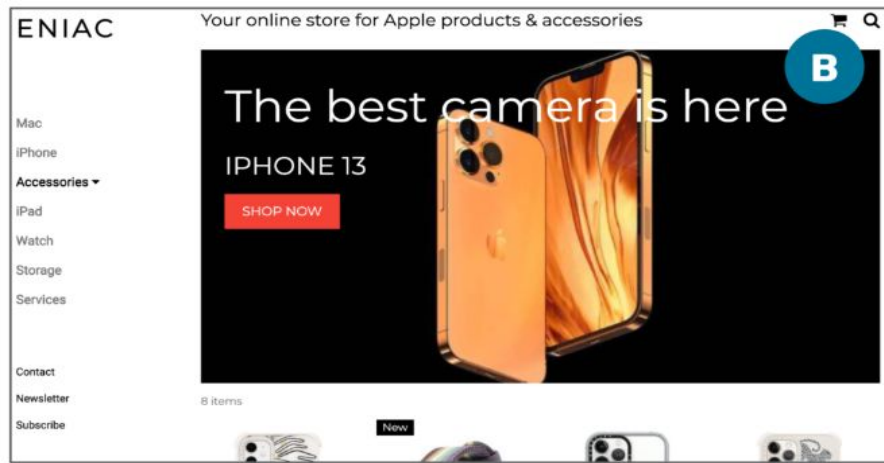 ENIAC
Your online store for Apple products & accessories
B
Mac
iPhone
Accessories
iPad
Watch
Storage
Services
Contact
Newsletter
Subscribe
The best camera is here
IPHONE 13
SHOP NOW
8 items
New